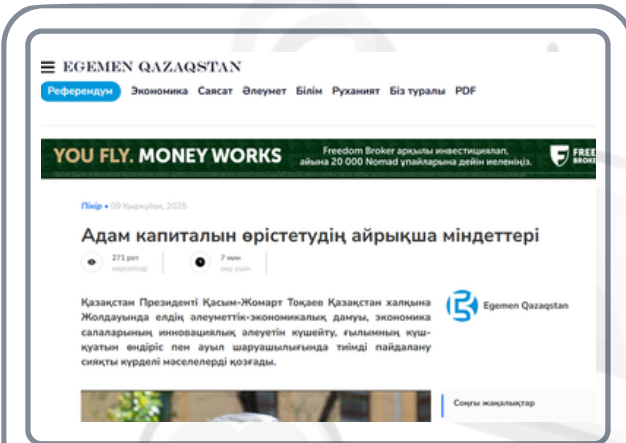 EGEMEN QAZAQSTAN
Референдум Экономика Саясат Әлеумет Білім Руханият Біз туралы PDF
YOU FLY. MONEY WORKS
Freedom Broker арқылы инвестициялап,
айына 20 000 Nomad ұпайларына дейін иеленіңіз.
FREE
BROKE
Пікір • 09 Қыркүйек, 2025
Адам капиталын өрістетудің айрықша міндеттері
271 рет
көрсетілді
7 мин
оқу үшін
Қазақстан Президенті Қасым-Жомарт Тоқаев Қазақстан халқына
Жолдауында елдің әлеуметтік-экономикалық дамуы, экономика
салаларының инновациялық әлеуетін күшейту, ғылымның күш-
қуатын өндіріс пен ауыл шаруашылығында тиімді пайдалану
сияқты күрделі мәселелерді қозғады.
Egemen Qazaqstan
Соңғы жаңалықтар